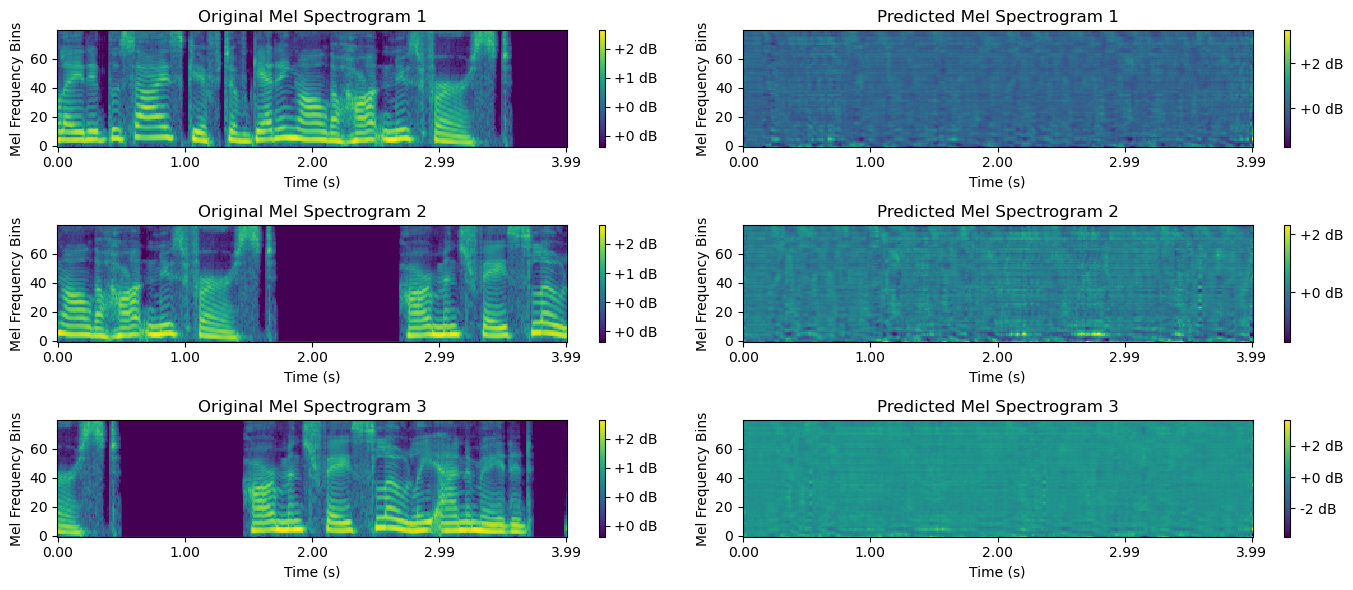 Original Mel Spectrogram 1
Predicted Mel Spectrogram 1
Mel Frequency Bins
60
40
20
0
+2 dB
+1 dB
+0 dB
+0 dB
Mel Frequency Bins
60
40
20
0
+2 dB
+0 dB
0.00 1.00 2.00 2.99 3.99
Time (s)
0.00 1.00 2.00 2.99 3.99
Time (s)
Original Mel Spectrogram 2
Predicted Mel Spectrogram 2
Mel Frequency Bins
60
40
20
0
+2 dB
+1 dB
+0 dB
+0 dB
Mel Frequency Bins
60
40
20
0
+2 dB
+0 dB
0.00 1.00 2.00 2.99 3.99
Time (s)
0.00 1.00 2.00 2.99 3.99
Time (s)
Original Mel Spectrogram 3
Predicted Mel Spectrogram 3
Mel Frequency Bins
60
40
20
0
+2 dB
+1 dB
+0 dB
+0 dB
Mel Frequency Bins
60
40
20
0
+2 dB
+0 dB
-2 dB
0.00 1.00 2.00 2.99 3.99
Time (s)
0.00 1.00 2.00 2.99 3.99
Time (s)